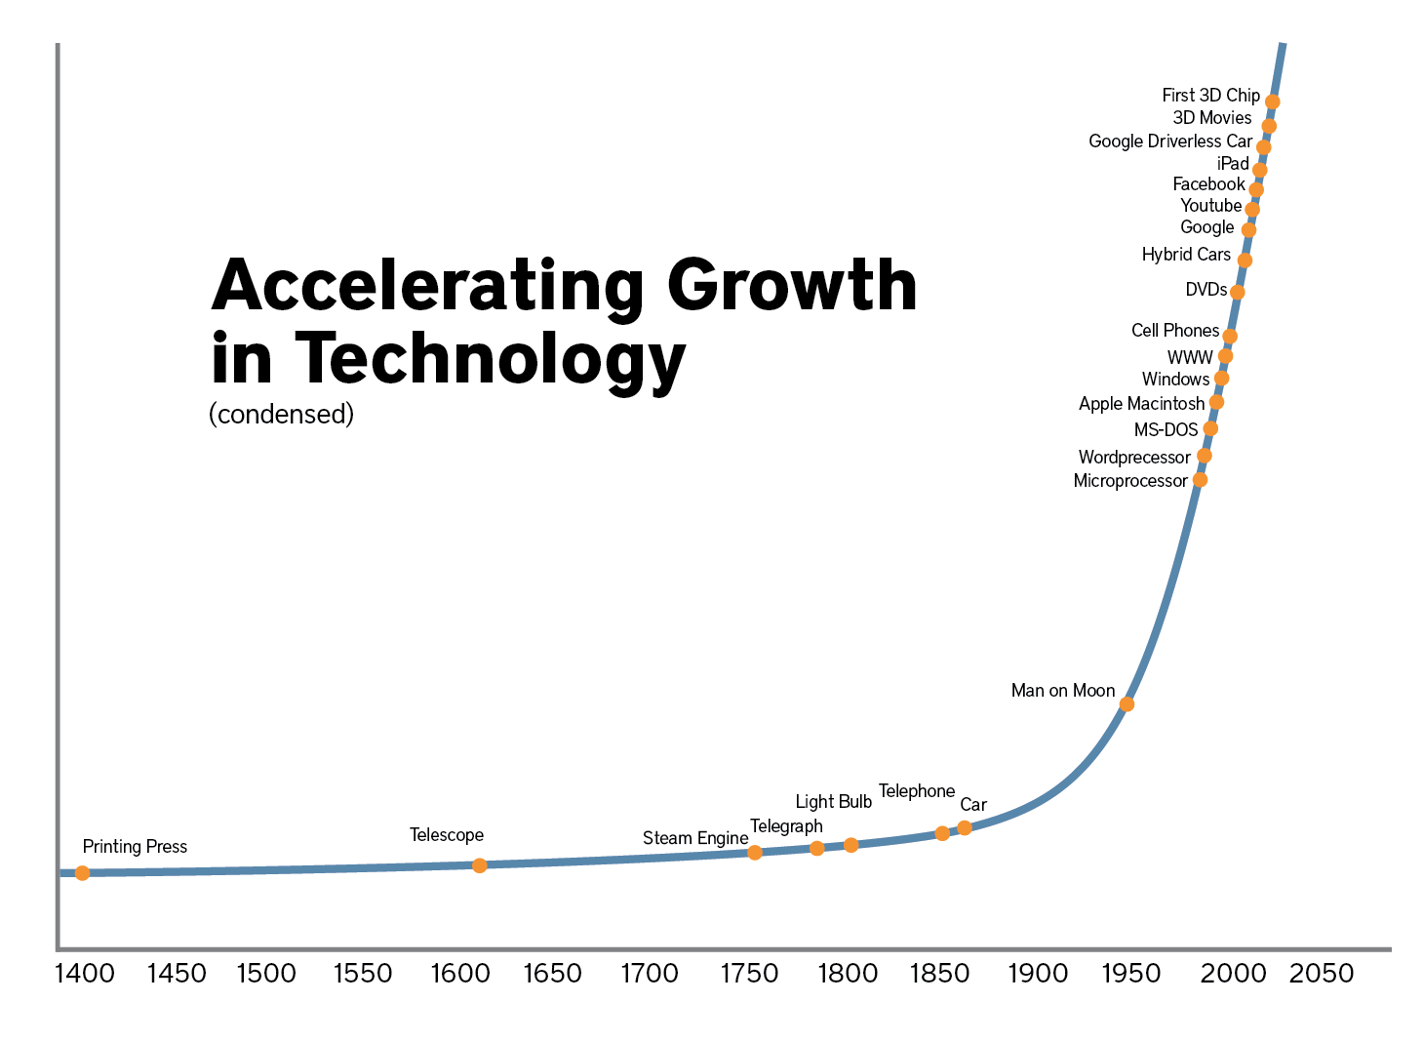 First 3D Chip
3D Movies
Google Driverless Car
iPad
Facebook
Youtube
Google
Hybrid Cars
DVDs
Cell Phones
WWW
Windows
Apple Macintosh
MS-DOS
Wordprecessor
Microprocessor
Accelerating Growth
in Technology
(condensed)
Man on Moon
Telephone
Light Bulb
Car
Telegraph
Steam Engine
Telescope
Printing Press
1400 1450 1500 1550 1600 1650 1700 1750 1800 1850 1900 1950 2000 2050